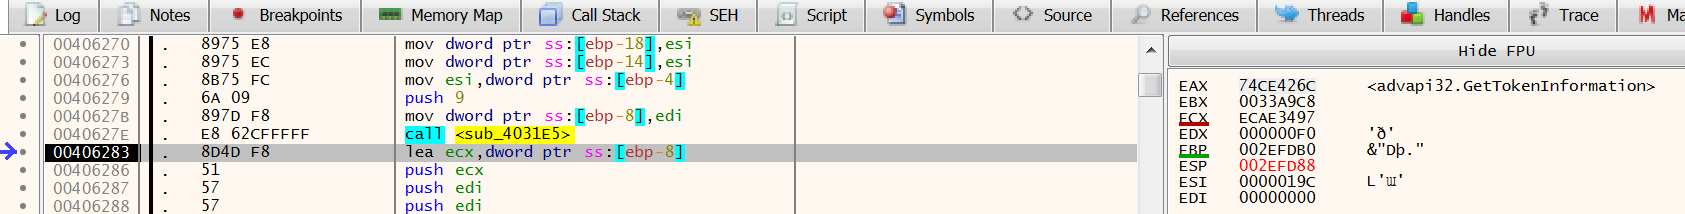 Log Notes Breakpoints Memory Map Call Stack SEH Script Symbols Source References Threads Handles Trace Ma
00406270 . 8975 E8 mov dword ptr ss:[ebp-18],esi
00406273 . 8975 EC mov dword ptr ss:[ebp-14],esi
00406276 . 8B75 FC mov esi,dword ptr ss:[ebp-4]
00406279 . 6A 09 push 9
0040627B . 897D F8 mov dword ptr ss:[ebp-8],edi
0040627E . E8 62CFFFFF call <sub_4031E5>
00406283 . 8D4D F8 lea ecx,dword ptr ss:[ebp-8]
00406286 . 51 push ecx
00406287 . 57 push edi
00406288 . 57 push edi
Hide FPU
EAX 74CE426C <advapi32.GetTokenInformation>
EBX 0033A9C8
ECX ECAE3497
EDX 000000F0 'ð'
EBP 002EFDB0 &"Dþ."
ESP 002EFD88
ESI 0000019C L'Ɯ'
EDI 00000000